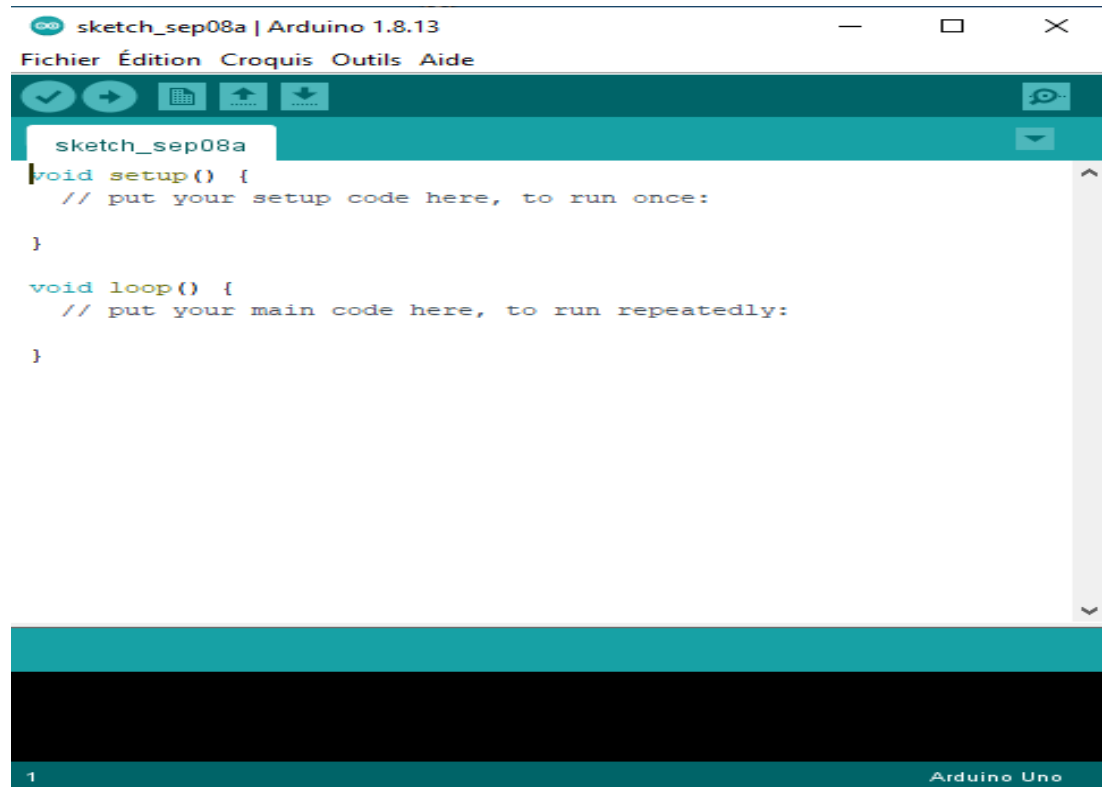 sketch_sep08a | Arduino 1.8.13
Fichier Édition Croquis Outils Aide
sketch_sep08a
void setup() {
// put your setup code here, to run once:
}
void loop() {
// put your main code here, to run repeatedly:
}
1 Arduino Uno